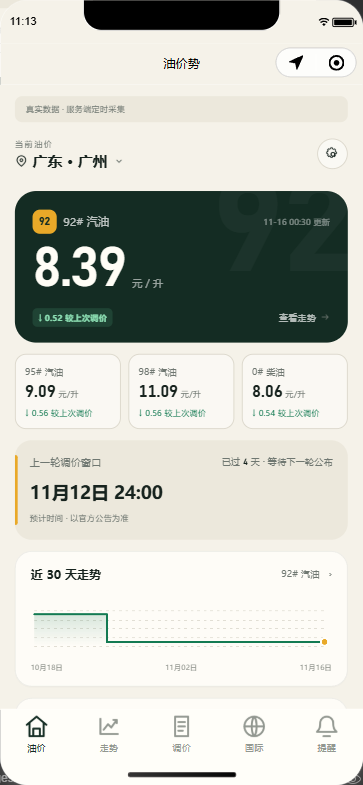 11:13
油价势
真实数据 · 服务端定时采集
当前油价
广东 • 广州
92
92
92# 汽油
11-16 00:30 更新
8.39 元 / 升
↓ 0.52 较上次调价
查看走势 →
95# 汽油
9.09 元/升
↓ 0.56 较上次调价
98# 汽油
11.09 元/升
↓ 0.56 较上次调价
0# 柴油
8.06 元/升
↓ 0.54 较上次调价
上一轮调价窗口
已过 4 天 · 等待下一轮公布
11月12日 24:00
预计时间 · 以官方公告为准
近 30 天走势
92# 汽油 ›
10月18日
11月02日
11月16日
油价
走势
调价
国际
提醒